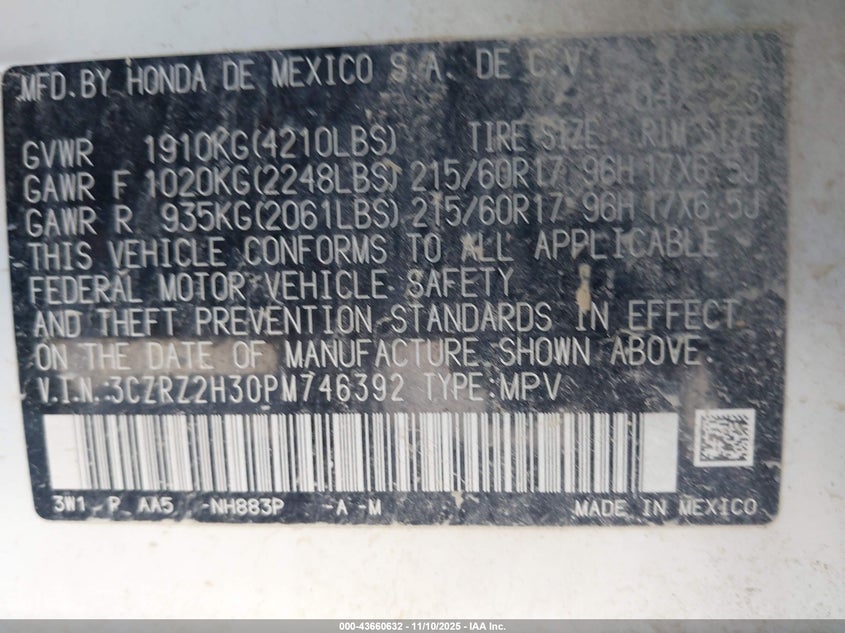 MFD. BY HONDA DE MEXICO S.A. DE C.V
GVWR 1910KG(4210LBS) TIRE SIZE RIM SIZE
GAWR F 1020KG(2248LBS) 215/60R17 96H 17X6.5J
GAWR R 935KG(2061LBS) 215/60R17 96H 17X6.5J
THIS VEHICLE CONFORMS TO ALL APPLICABLE
FEDERAL MOTOR VEHICLE SAFETY
AND THEFT PREVENTION STANDARDS IN EFFECT
ON THE DATE OF MANUFACTURE SHOWN ABOVE.
V.I.N.:3CZRZ2H30PM746392 TYPE:MPV
3W1 P AA5 -NH883P -A -M MADE IN MEXICO
000-43660632 - 11/10/2025 - IAA Inc.